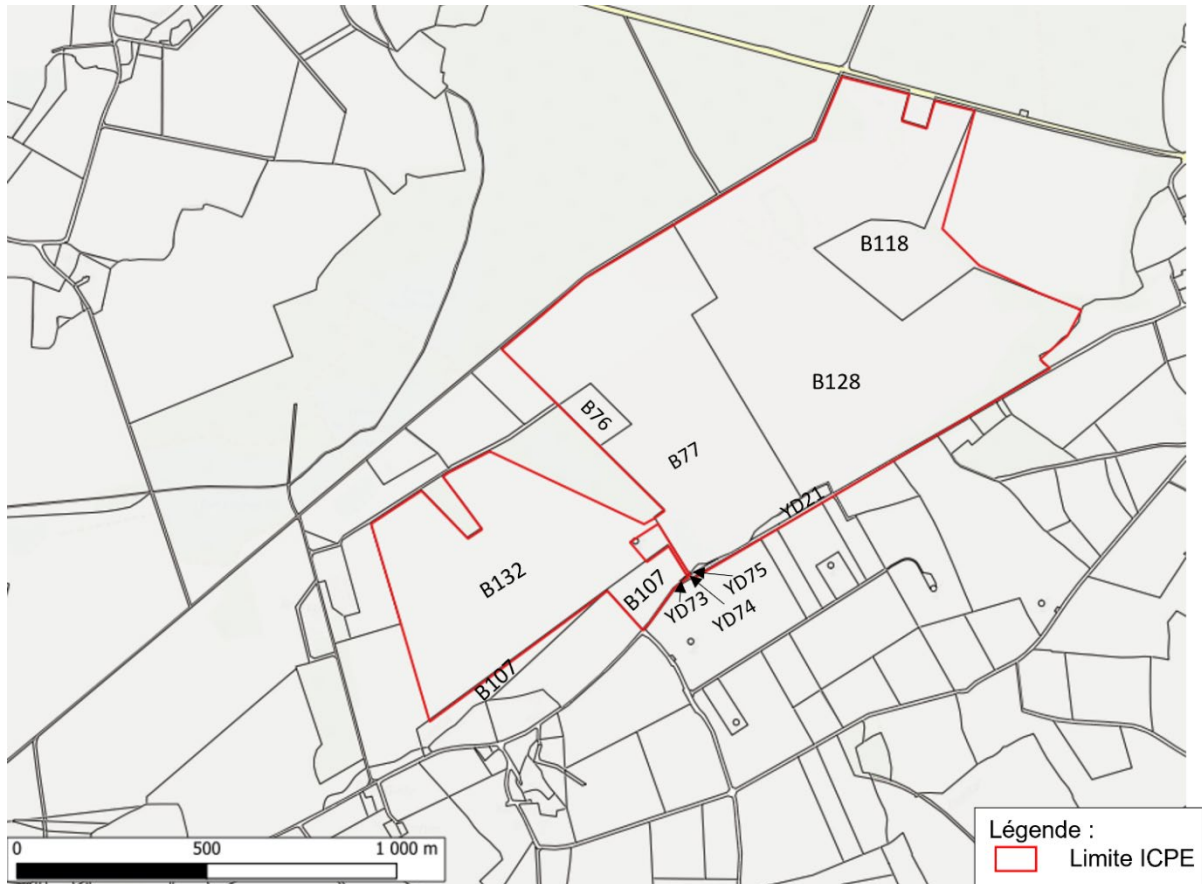 B118
B128
B76
B77
YD21
B132
B107
YD73
YD74
YD75
B107
0 500 1 000 m
Légende :
Limite ICPE